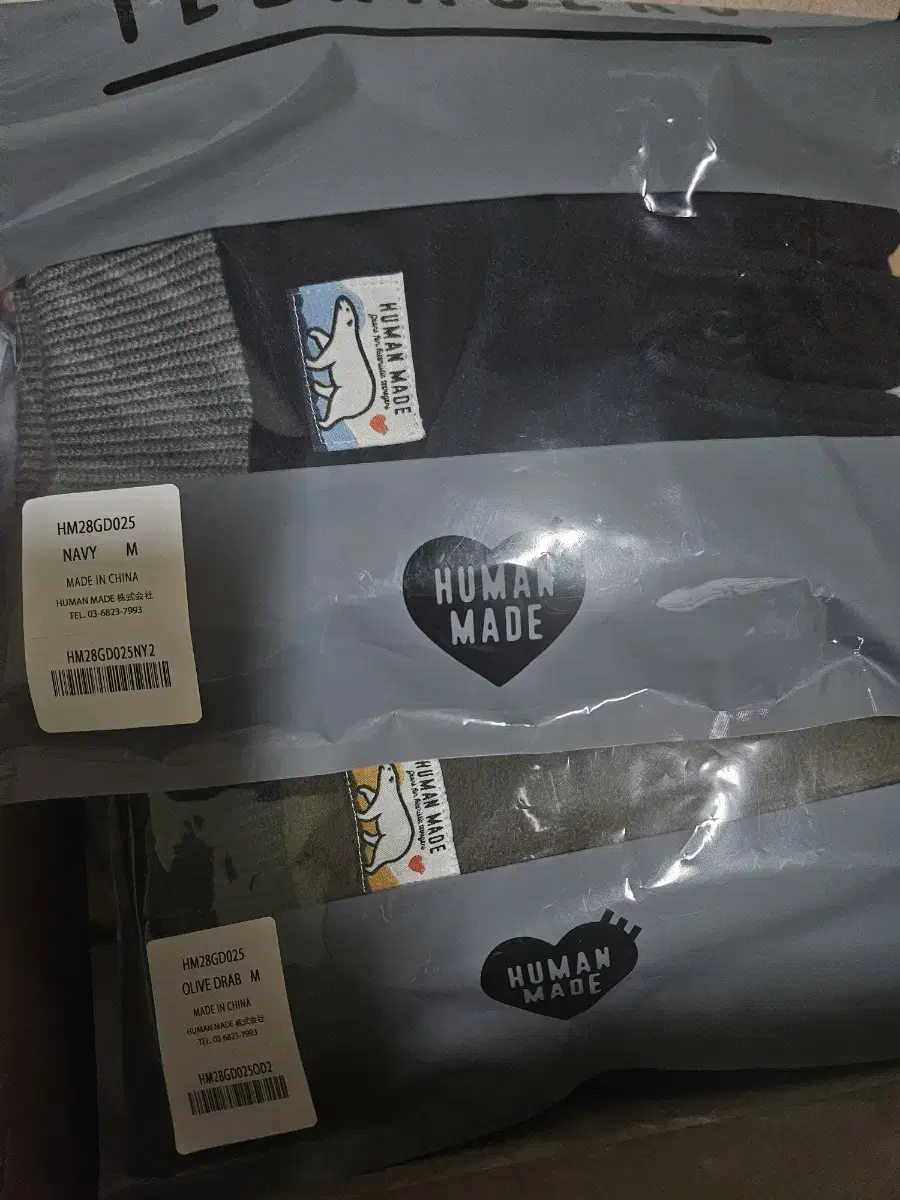 HUMAN MADE
HM28GD025
NAVY M
MADE IN CHINA
HUMAN MADE 株式会社
TEL. 03-6823-7993
HM28GD025NY2
HUMAN
MADE
HUMAN MADE
HM28GD025
OLIVE DRAB M
MADE IN CHINA
HUMAN MADE 株式会社
TEL. 03-6823-7993
HM28GD025OD2
HUMAN
MADE